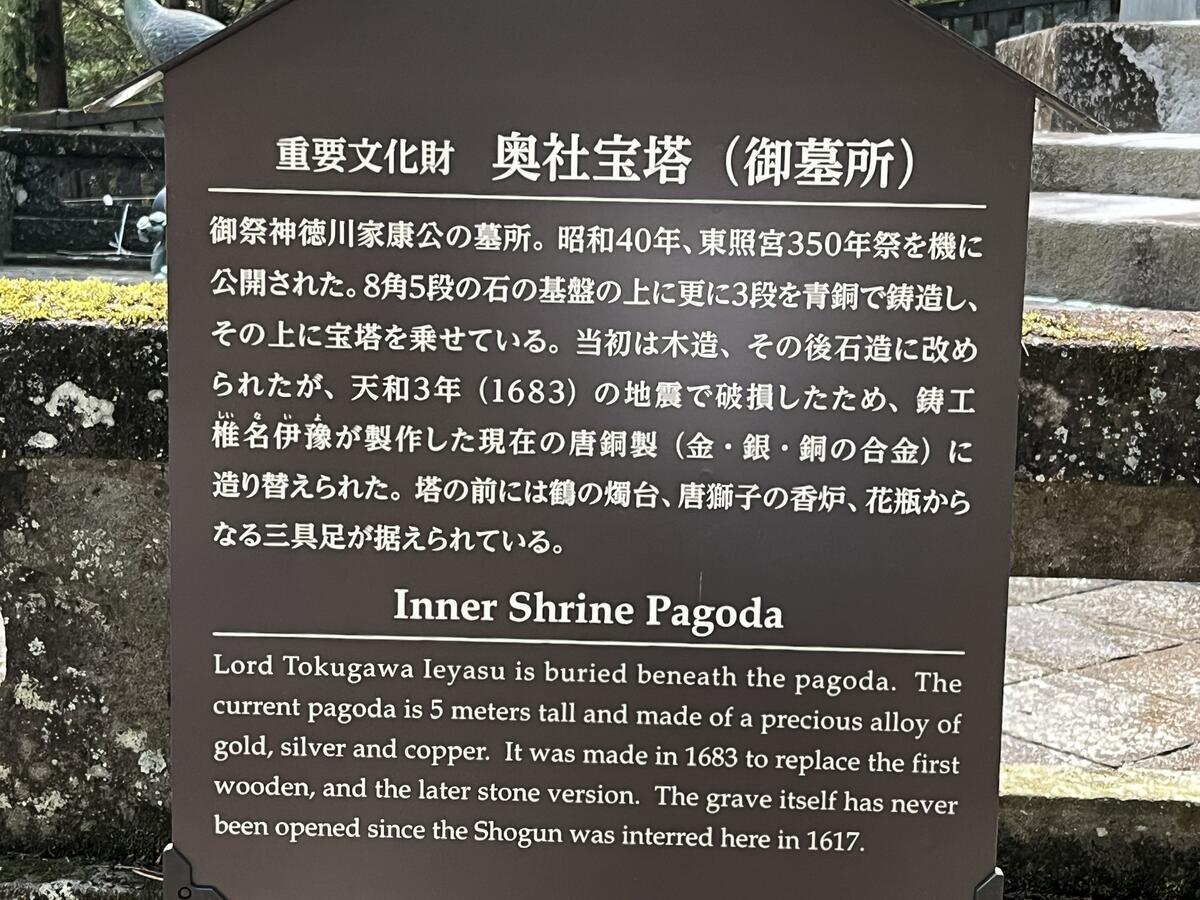 重要文化財 奥社宝塔（御墓所）
御祭神徳川家康公の墓所。昭和40年、東照宮350年祭を機に
公開された。8角5段の石の基盤の上に更に3段を青銅で鋳造し、
その上に宝塔を乗せている。当初は木造、その後石造に改め
られたが、天和3年（1683）の地震で破損したため、鋳工
しい な い よ
椎名伊豫が製作した現在の唐銅製（金・銀・銅の合金）に
造り替えられた。塔の前には鶴の燭台、唐獅子の香炉、花瓶から
なる三具足が据えられている。
Inner Shrine Pagoda
Lord Tokugawa Ieyasu is buried beneath the pagoda. The
current pagoda is 5 meters tall and made of a precious alloy of
gold, silver and copper. It was made in 1683 to replace the first
wooden, and the later stone version. The grave itself has never
been opened since the Shogun was interred here in 1617.